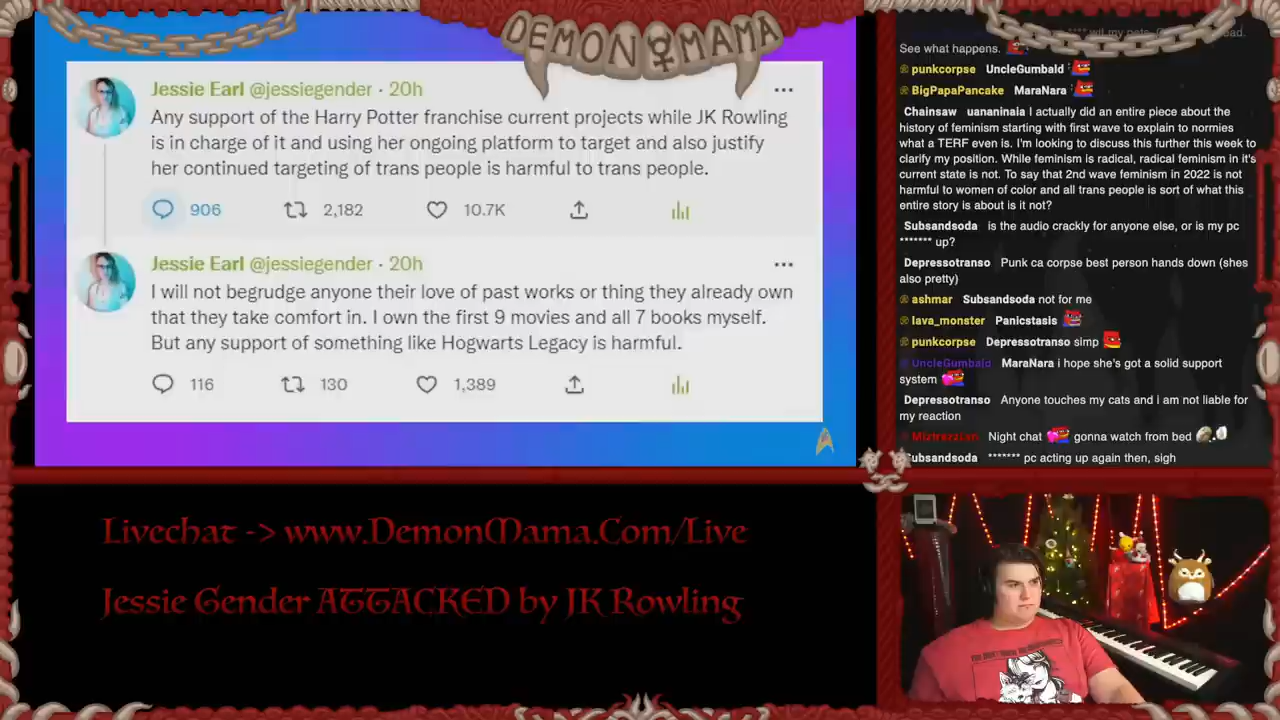 DEMON MAMA
Jessie Earl @jessiegender · 20h
Any support of the Harry Potter franchise current projects while JK Rowling
is in charge of it and using her ongoing platform to target and also justify
her continued targeting of trans people is harmful to trans people.
906 2,182 10.7K
Jessie Earl @jessiegender · 20h
I will not begrudge anyone their love of past works or thing they already own
that they take comfort in. I own the first 9 movies and all 7 books myself.
But any support of something like Hogwarts Legacy is harmful.
116 130 1,389
Livechat -> www.DemonMama.Com/Live
Jessie Gender ATTACKED by JK Rowling
See what happens.
punkcorpse UncleGumbald
BigPapaPancake MaraNara
Chainsaw uananinaia I actually did an entire piece about the
history of feminism starting with first wave to explain to normies
what a TERF even is. I'm looking to discuss this further this week to
clarify my position. While feminism is radical, radical feminism in it's
current state is not. To say that 2nd wave feminism in 2022 is not
harmful to women of color and all trans people is sort of what this
entire story is about is it not?
Subsandsoda is the audio crackly for anyone else, or is my pc
******* up?
Depressotranso Punk ca corpse best person hands down (shes
also pretty)
ashmar Subsandsoda not for me
lava_monster Panicstasis
punkcorpse Depressotranso simp
UncleGumbald MaraNara i hope she's got a solid support
system
Depressotranso Anyone touches my cats and i am not liable for
my reaction
Night chat gonna watch from bed
Subsandsoda ******* pc acting up again then, sigh